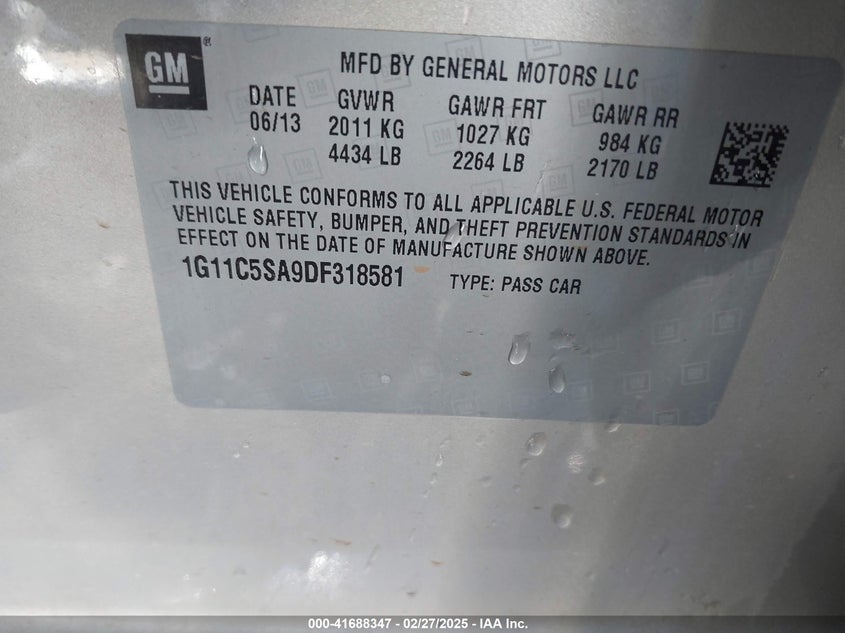 GM
MFD BY GENERAL MOTORS LLC
DATE GVWR GAWR FRT GAWR RR
06/13 2011 KG 1027 KG 984 KG
4434 LB 2264 LB 2170 LB
THIS VEHICLE CONFORMS TO ALL APPLICABLE U.S. FEDERAL MOTOR
VEHICLE SAFETY, BUMPER, AND THEFT PREVENTION STANDARDS IN
EFFECT ON THE DATE OF MANUFACTURE SHOWN ABOVE.
1G11C5SA9DF318581 TYPE: PASS CAR
000-41688347 / 02/27/2025 - IAA Inc.